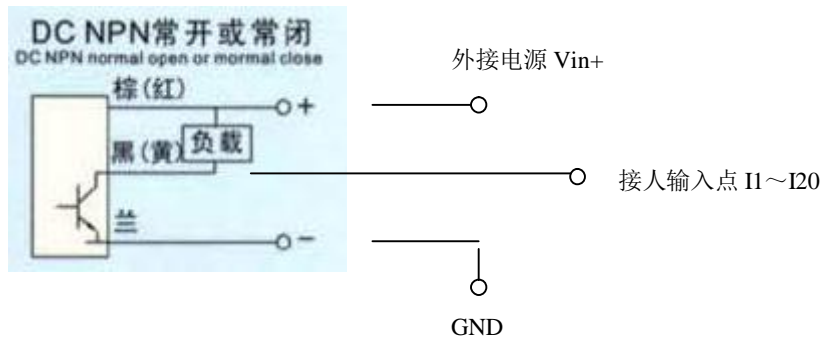 DC NPN常开或常闭
DC NPN normal open or mormal close
棕(红)
+
外接电源 Vin+
黑(黄)
负载
接人输入点 I1～I20
兰
−
GND